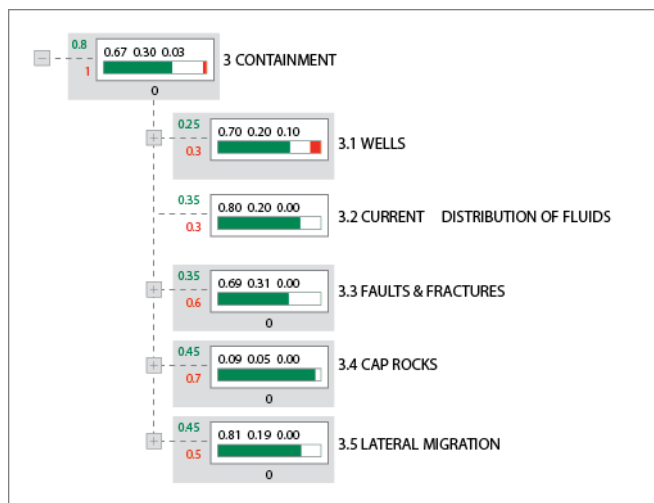 0.8
0.67 0.30 0.03
3 CONTAINMENT
1
0
0.25
0.70 0.20 0.10
3.1 WELLS
0.3
0.35
0.80 0.20 0.00
3.2 CURRENT DISTRIBUTION OF FLUIDS
0.3
0.35
0.69 0.31 0.00
3.3 FAULTS & FRACTURES
0.6
0
0.45
0.09 0.05 0.00
3.4 CAP ROCKS
0.7
0
0.45
0.81 0.19 0.00
3.5 LATERAL MIGRATION
0.5
0